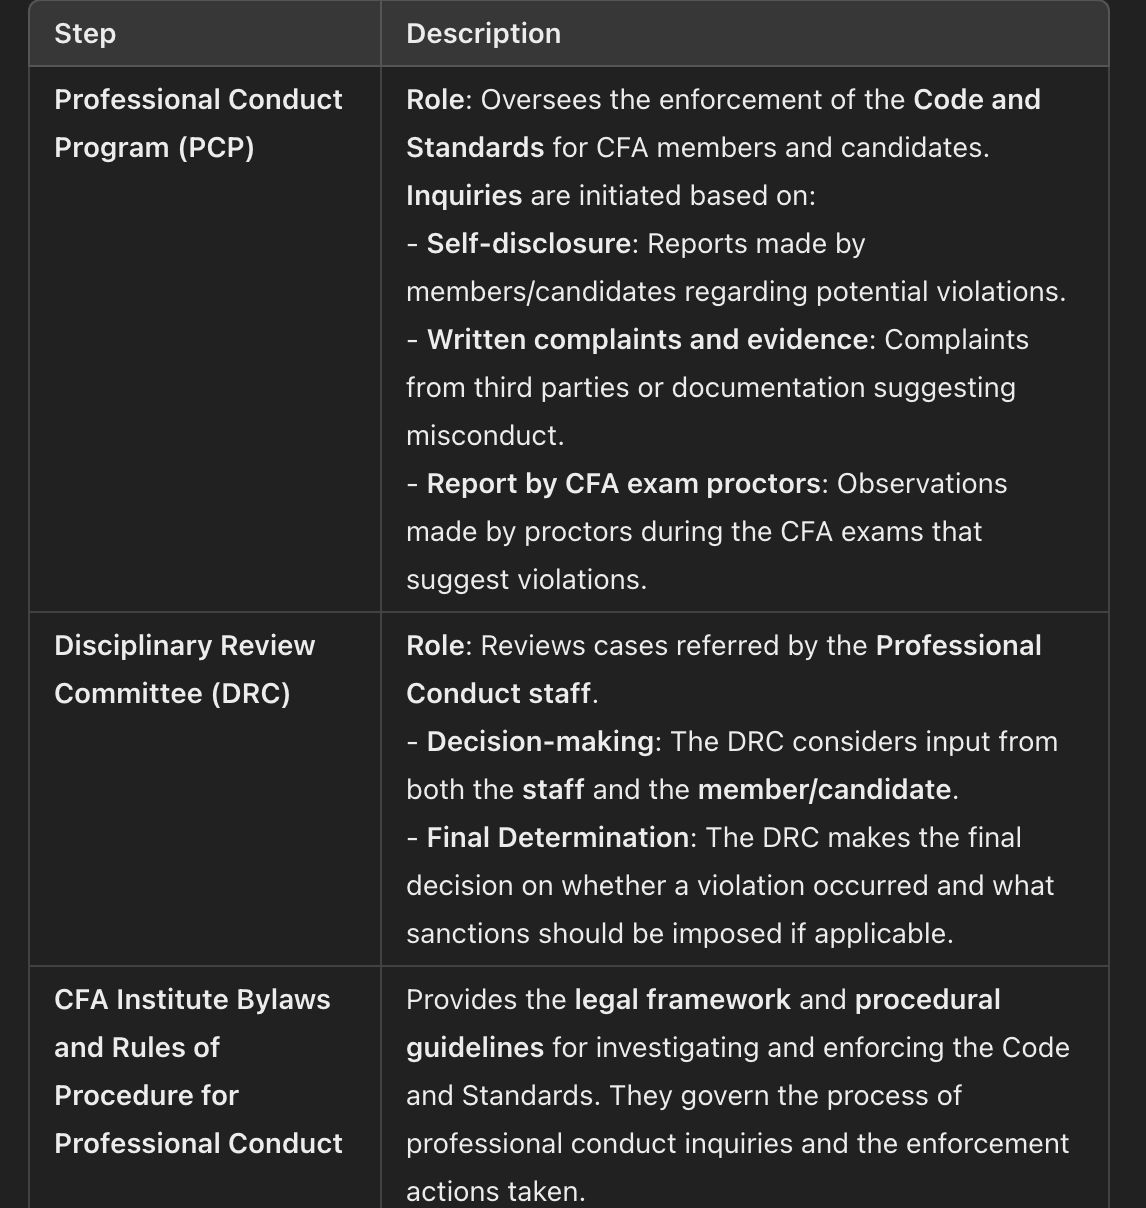 Step
Description
Professional Conduct
Program (PCP)
Role: Oversees the enforcement of the Code and
Standards for CFA members and candidates.
Inquiries are initiated based on:
- Self-disclosure: Reports made by
members/candidates regarding potential violations.
- Written complaints and evidence: Complaints
from third parties or documentation suggesting
misconduct.
- Report by CFA exam proctors: Observations
made by proctors during the CFA exams that
suggest violations.
Disciplinary Review
Committee (DRC)
Role: Reviews cases referred by the Professional
Conduct staff.
- Decision-making: The DRC considers input from
both the staff and the member/candidate.
- Final Determination: The DRC makes the final
decision on whether a violation occurred and what
sanctions should be imposed if applicable.
CFA Institute Bylaws
and Rules of
Procedure for
Professional Conduct
Provides the legal framework and procedural
guidelines for investigating and enforcing the Code
and Standards. They govern the process of
professional conduct inquiries and the enforcement
actions taken.